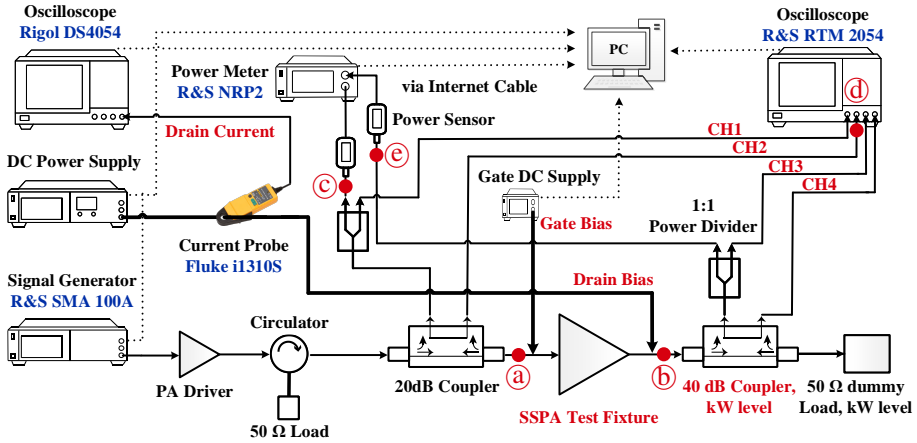 Oscilloscope
Rigol DS4054
Power Meter
R&S NRP2
via Internet Cable
PC
Oscilloscope
R&S RTM 2054
d
Power Sensor
Drain Current
e
CH1
CH2
CH3
CH4
DC Power Supply
c
Gate DC Supply
Gate Bias
1:1
Power Divider
Current Probe
Fluke i1310S
Drain Bias
Signal Generator
R&S SMA 100A
Circulator
PA Driver
50 Ω Load
20dB Coupler
a
SSPA Test Fixture
b
40 dB Coupler,
kW level
50 Ω dummy
Load, kW level